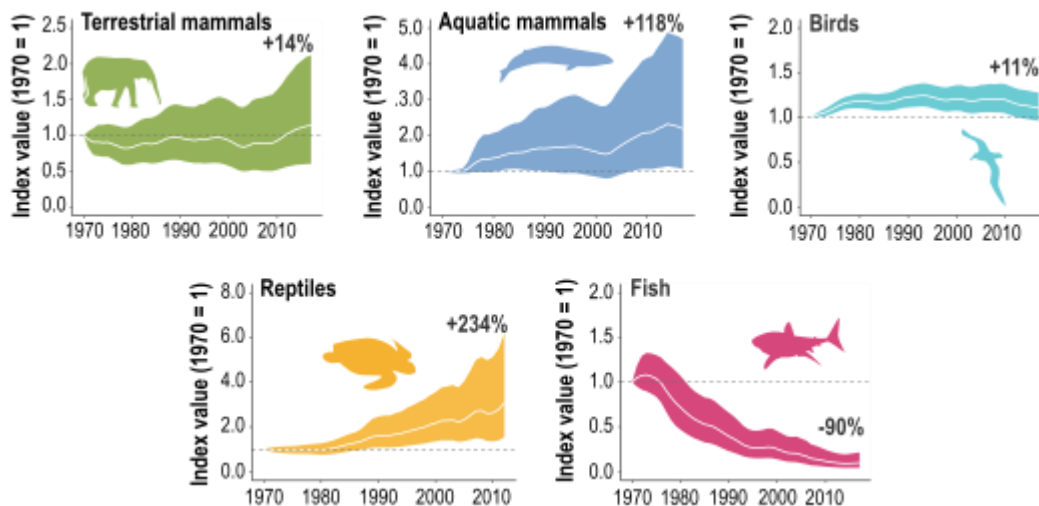 Terrestrial mammals
+14%
Index value (1970 = 1)
2.5
2.0
1.5
1.0
0.5
0.0
1970 1980 1990 2000 2010
Aquatic mammals
+118%
Index value (1970 = 1)
5.0
4.0
3.0
2.0
1.0
0.0
1970 1980 1990 2000 2010
Birds
+11%
Index value (1970 = 1)
2.0
1.5
1.0
0.5
0.0
1970 1980 1990 2000 2010
Reptiles
+234%
Index value (1970 = 1)
8.0
6.0
4.0
2.0
0.0
1970 1980 1990 2000 2010
Fish
-90%
Index value (1970 = 1)
2.0
1.5
1.0
0.5
0.0
1970 1980 1990 2000 2010